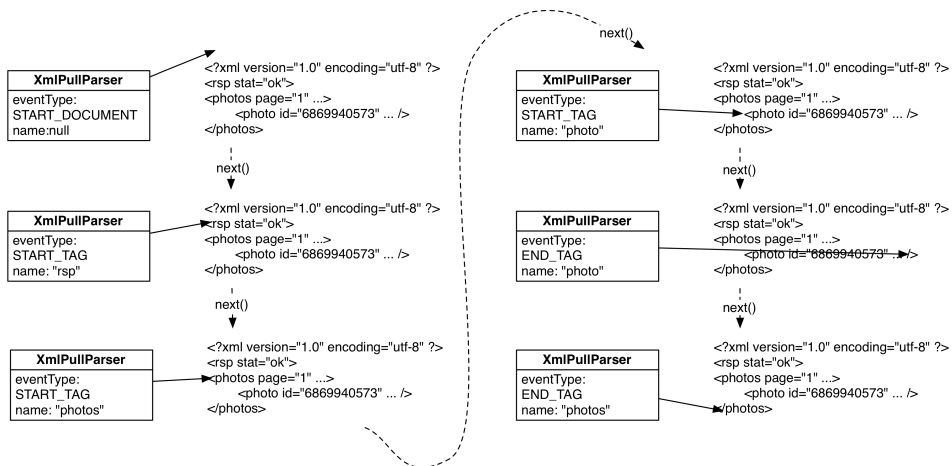 XmlPullParser
eventType:
START_DOCUMENT
name:null
<?xml version="1.0" encoding="utf-8" ?>
<rsp stat="ok">
<photos page="1" ...>
<photo id="6869940573" ... />
</photos>
next()
XmlPullParser
eventType:
START_TAG
name: "rsp"
<?xml version="1.0" encoding="utf-8" ?>
<rsp stat="ok">
<photos page="1" ...>
<photo id="6869940573" ... />
</photos>
next()
XmlPullParser
eventType:
START_TAG
name: "photos"
<?xml version="1.0" encoding="utf-8" ?>
<rsp stat="ok">
<photos page="1" ...>
<photo id="6869940573" ... />
</photos>
next()
XmlPullParser
eventType:
START_TAG
name: "photo"
<?xml version="1.0" encoding="utf-8" ?>
<rsp stat="ok">
<photos page="1" ...>
<photo id="6869940573" ... />
</photos>
next()
XmlPullParser
eventType:
END_TAG
name: "photo"
<?xml version="1.0" encoding="utf-8" ?>
<rsp stat="ok">
<photos page="1" ...>
<photo id="6869940573" ... />
</photos>
next()
XmlPullParser
eventType:
END_TAG
name: "photos"
<?xml version="1.0" encoding="utf-8" ?>
<rsp stat="ok">
<photos page="1" ...>
<photo id="6869940573" ... />
</photos>